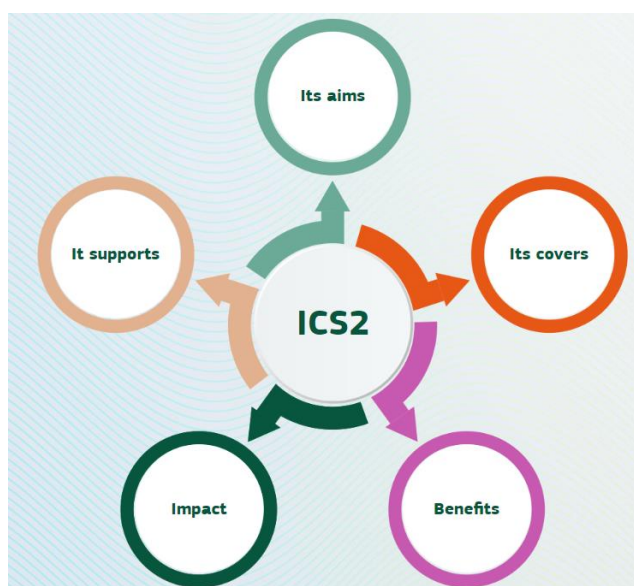 Its aims
It supports
Its covers
ICS2
Impact
Benefits